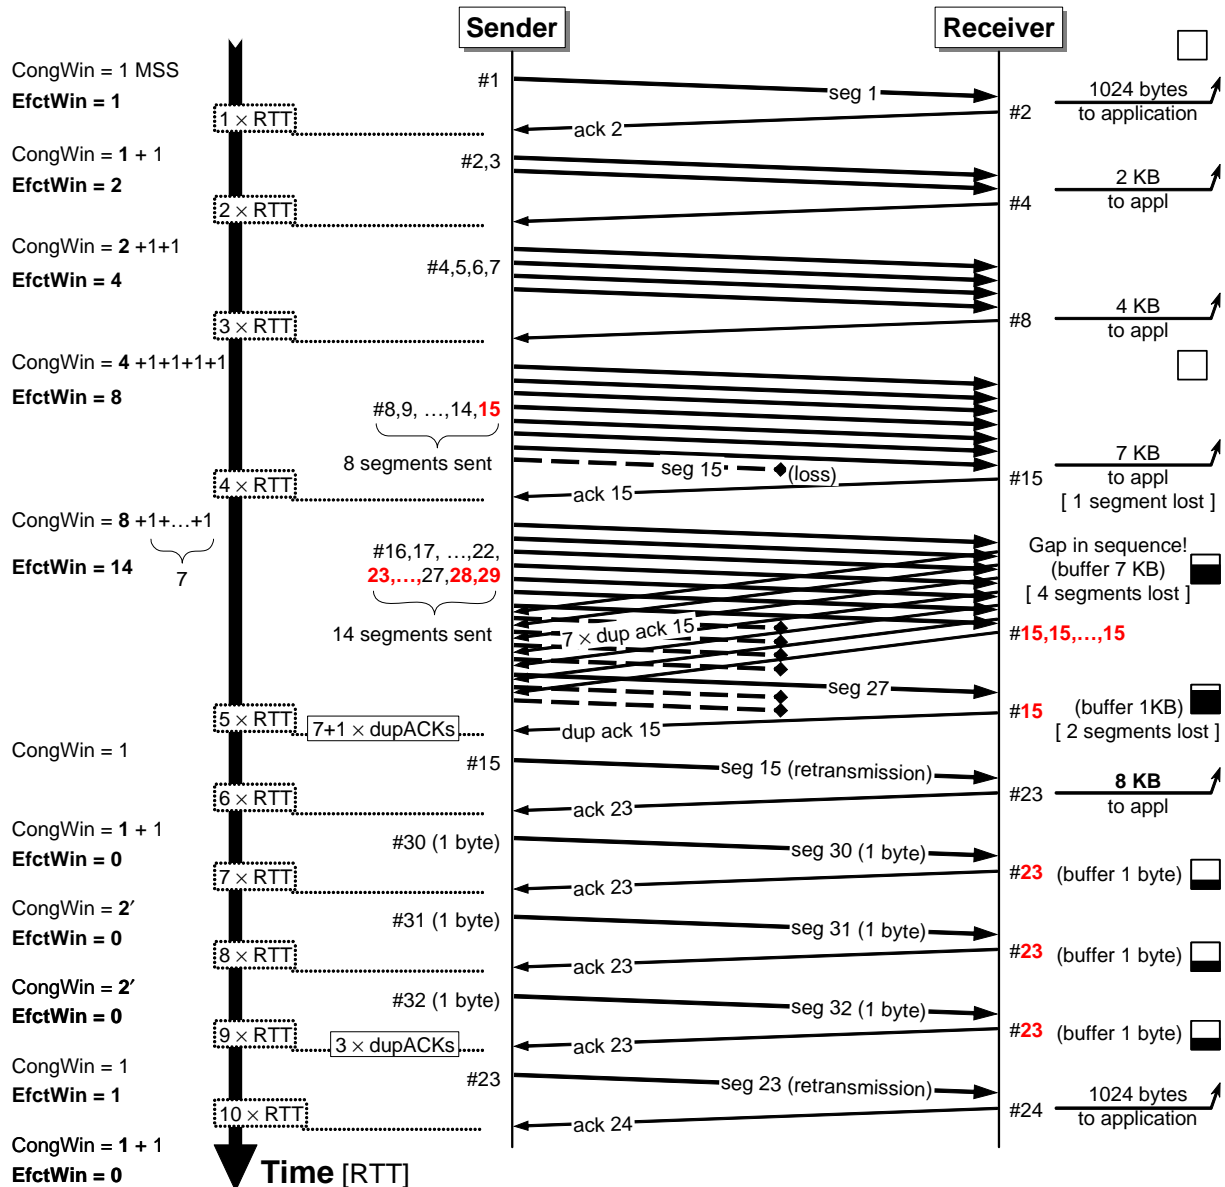 Sender
Receiver
CongWin = 1 MSS
EfctWin = 1
#1
seg 1
1024 bytes
to application
1 × RTT
ack 2
#2
CongWin = 1 + 1
EfctWin = 2
#2,3
2 KB
to appl
2 × RTT
#4
CongWin = 2 +1+1
EfctWin = 4
#4,5,6,7
4 KB
to appl
3 × RTT
#8
CongWin = 4 +1+1+1+1
EfctWin = 8
#8,9, …,14,15
8 segments sent
seg 15
(loss)
7 KB
to appl
[ 1 segment lost ]
4 × RTT
ack 15
#15
CongWin = 8 +1+…+1
7
EfctWin = 14
#16,17, …,22,
23,…,27,28,29
14 segments sent
Gap in sequence!
(buffer 7 KB)
[ 4 segments lost ]
7 × dup ack 15
#15,15,…,15
seg 27
5 × RTT
7+1 × dupACKs
dup ack 15
#15
(buffer 1KB)
[ 2 segments lost ]
CongWin = 1
#15
seg 15 (retransmission)
8 KB
to appl
6 × RTT
ack 23
#23
CongWin = 1 + 1
EfctWin = 0
#30 (1 byte)
seg 30 (1 byte)
7 × RTT
ack 23
#23 (buffer 1 byte)
CongWin = 2′
EfctWin = 0
#31 (1 byte)
seg 31 (1 byte)
8 × RTT
ack 23
#23 (buffer 1 byte)
CongWin = 2′
EfctWin = 0
#32 (1 byte)
seg 32 (1 byte)
9 × RTT
3 × dupACKs
ack 23
#23 (buffer 1 byte)
CongWin = 1
EfctWin = 1
#23
seg 23 (retransmission)
1024 bytes
to application
10 × RTT
ack 24
#24
CongWin = 1 + 1
EfctWin = 0
Time [RTT]